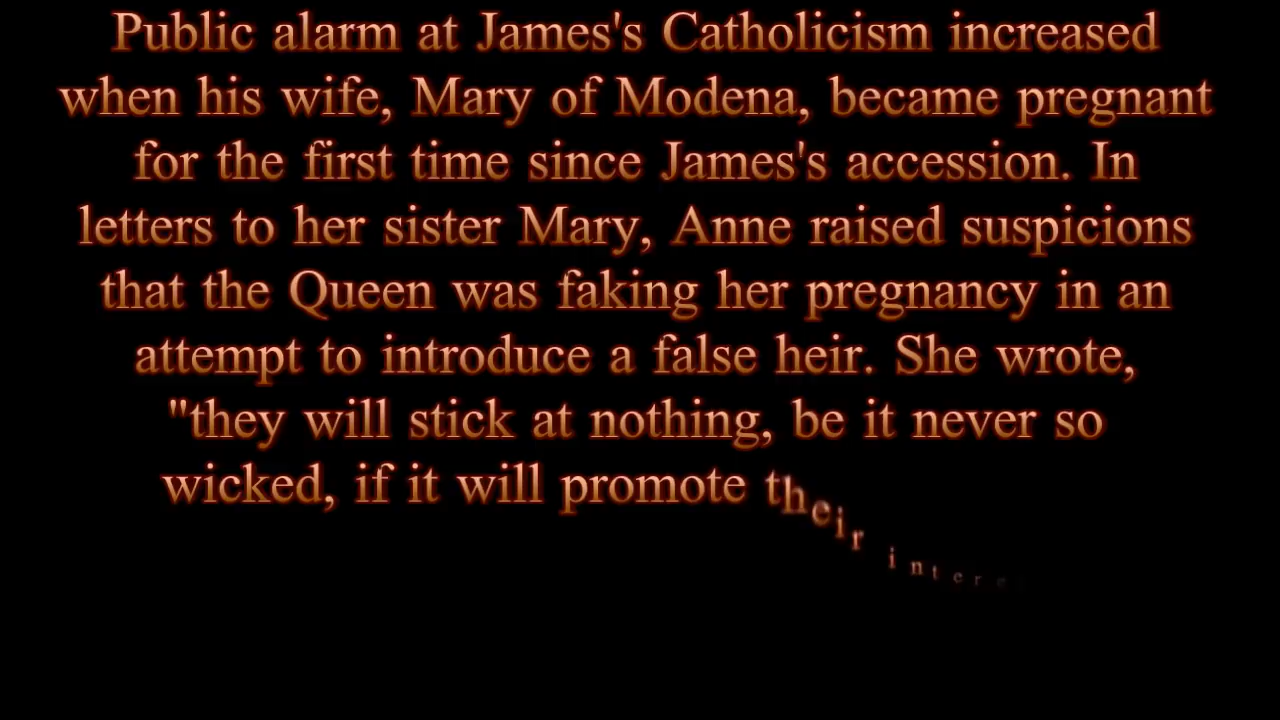 Public alarm at James's Catholicism increased
when his wife, Mary of Modena, became pregnant
for the first time since James's accession. In
letters to her sister Mary, Anne raised suspicions
that the Queen was faking her pregnancy in an
attempt to introduce a false heir. She wrote,
"they will stick at nothing, be it never so
wicked, if it will promote their intere